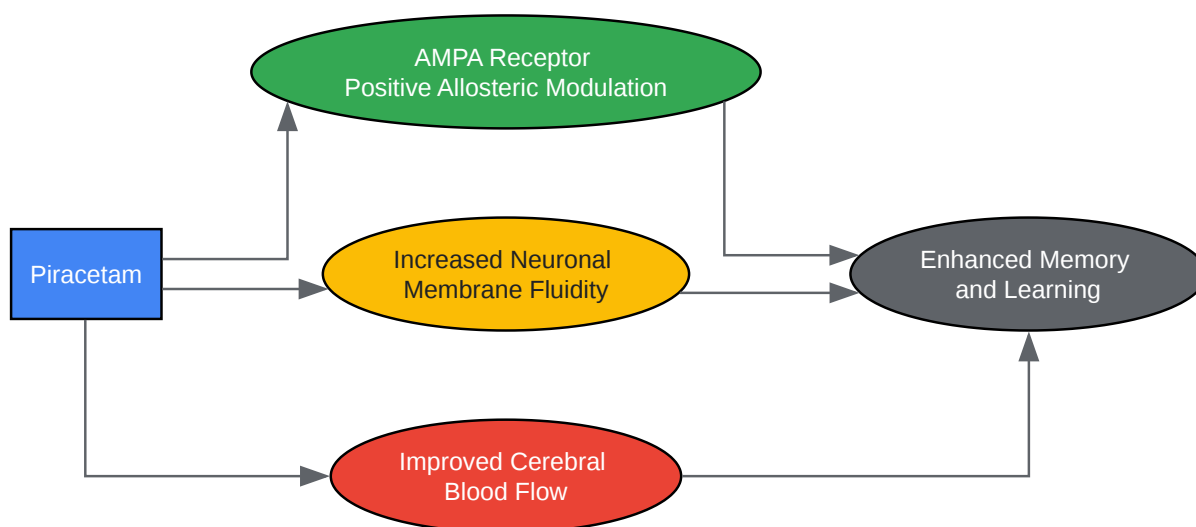 AMPA Receptor
Positive Allosteric Modulation
Piracetam
Increased Neuronal
Membrane Fluidity
Enhanced Memory
and Learning
Improved Cerebral
Blood Flow